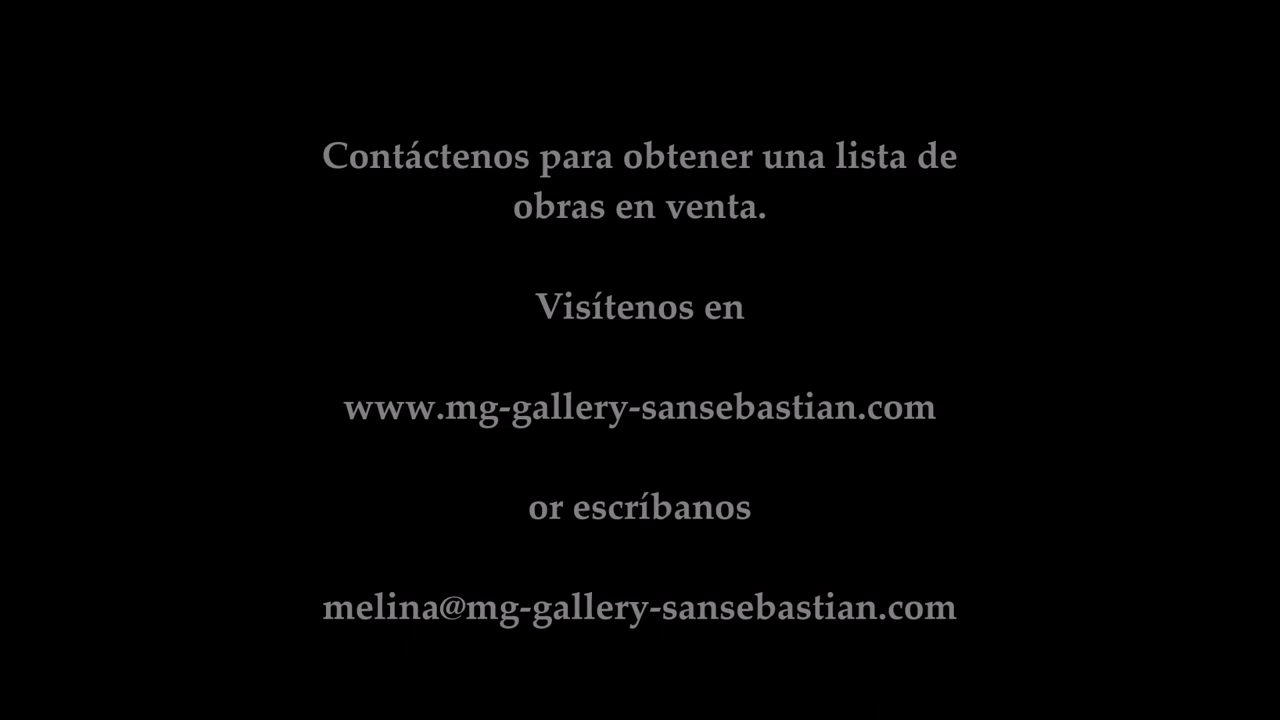 Contáctenos para obtener una lista de
obras en venta.
Visítenos en
www.mg-gallery-sansebastian.com
or escríbanos
melina@mg-gallery-sansebastian.com